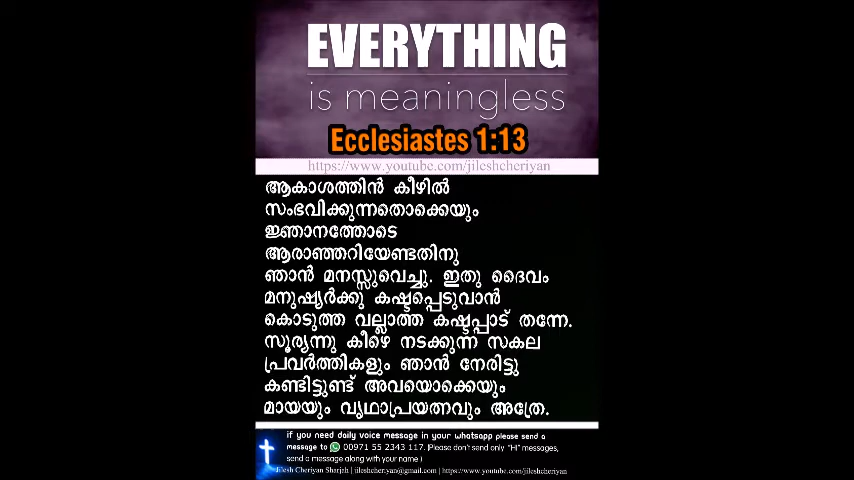 EVERYTHING
is meaningless
Ecclesiastes 1:13
https://www.youtube.com/jileshcheriyan
ആകാശത്തിൻ കീഴിൽ
സംഭവിക്കുന്നതൊക്കെയും
ജ്ഞാനത്തോടെ
ആരാഞ്ഞറിയേണ്ടതിനു
ഞാൻ മനസ്സുവെച്ചു. ഇതു ദൈവം
മനുഷ്യർക്കു കഷ്ടപ്പെടുവാൻ
കൊടുത്ത വല്ലാത്ത കഷ്ടപ്പാട് തന്നേ.
സൂര്യന്നു കീഴെ നടക്കുന്ന സകല
പ്രവർത്തികളും ഞാൻ നേരിട്ടു
കണ്ടിട്ടുണ്ട് അവയൊക്കെയും
മായയും വൃഥാപ്രയത്നവും അത്രേ.
if you need daily voice message in your whatsapp please send a
message to 00971 55 2343 117. (Please don't send only "Hi" messages,
send a message along with your name )
Jilesh Cheriyan Sharjah | jileshcheriyan@gmail.com | https://www.youtube.com/jileshcheriyan